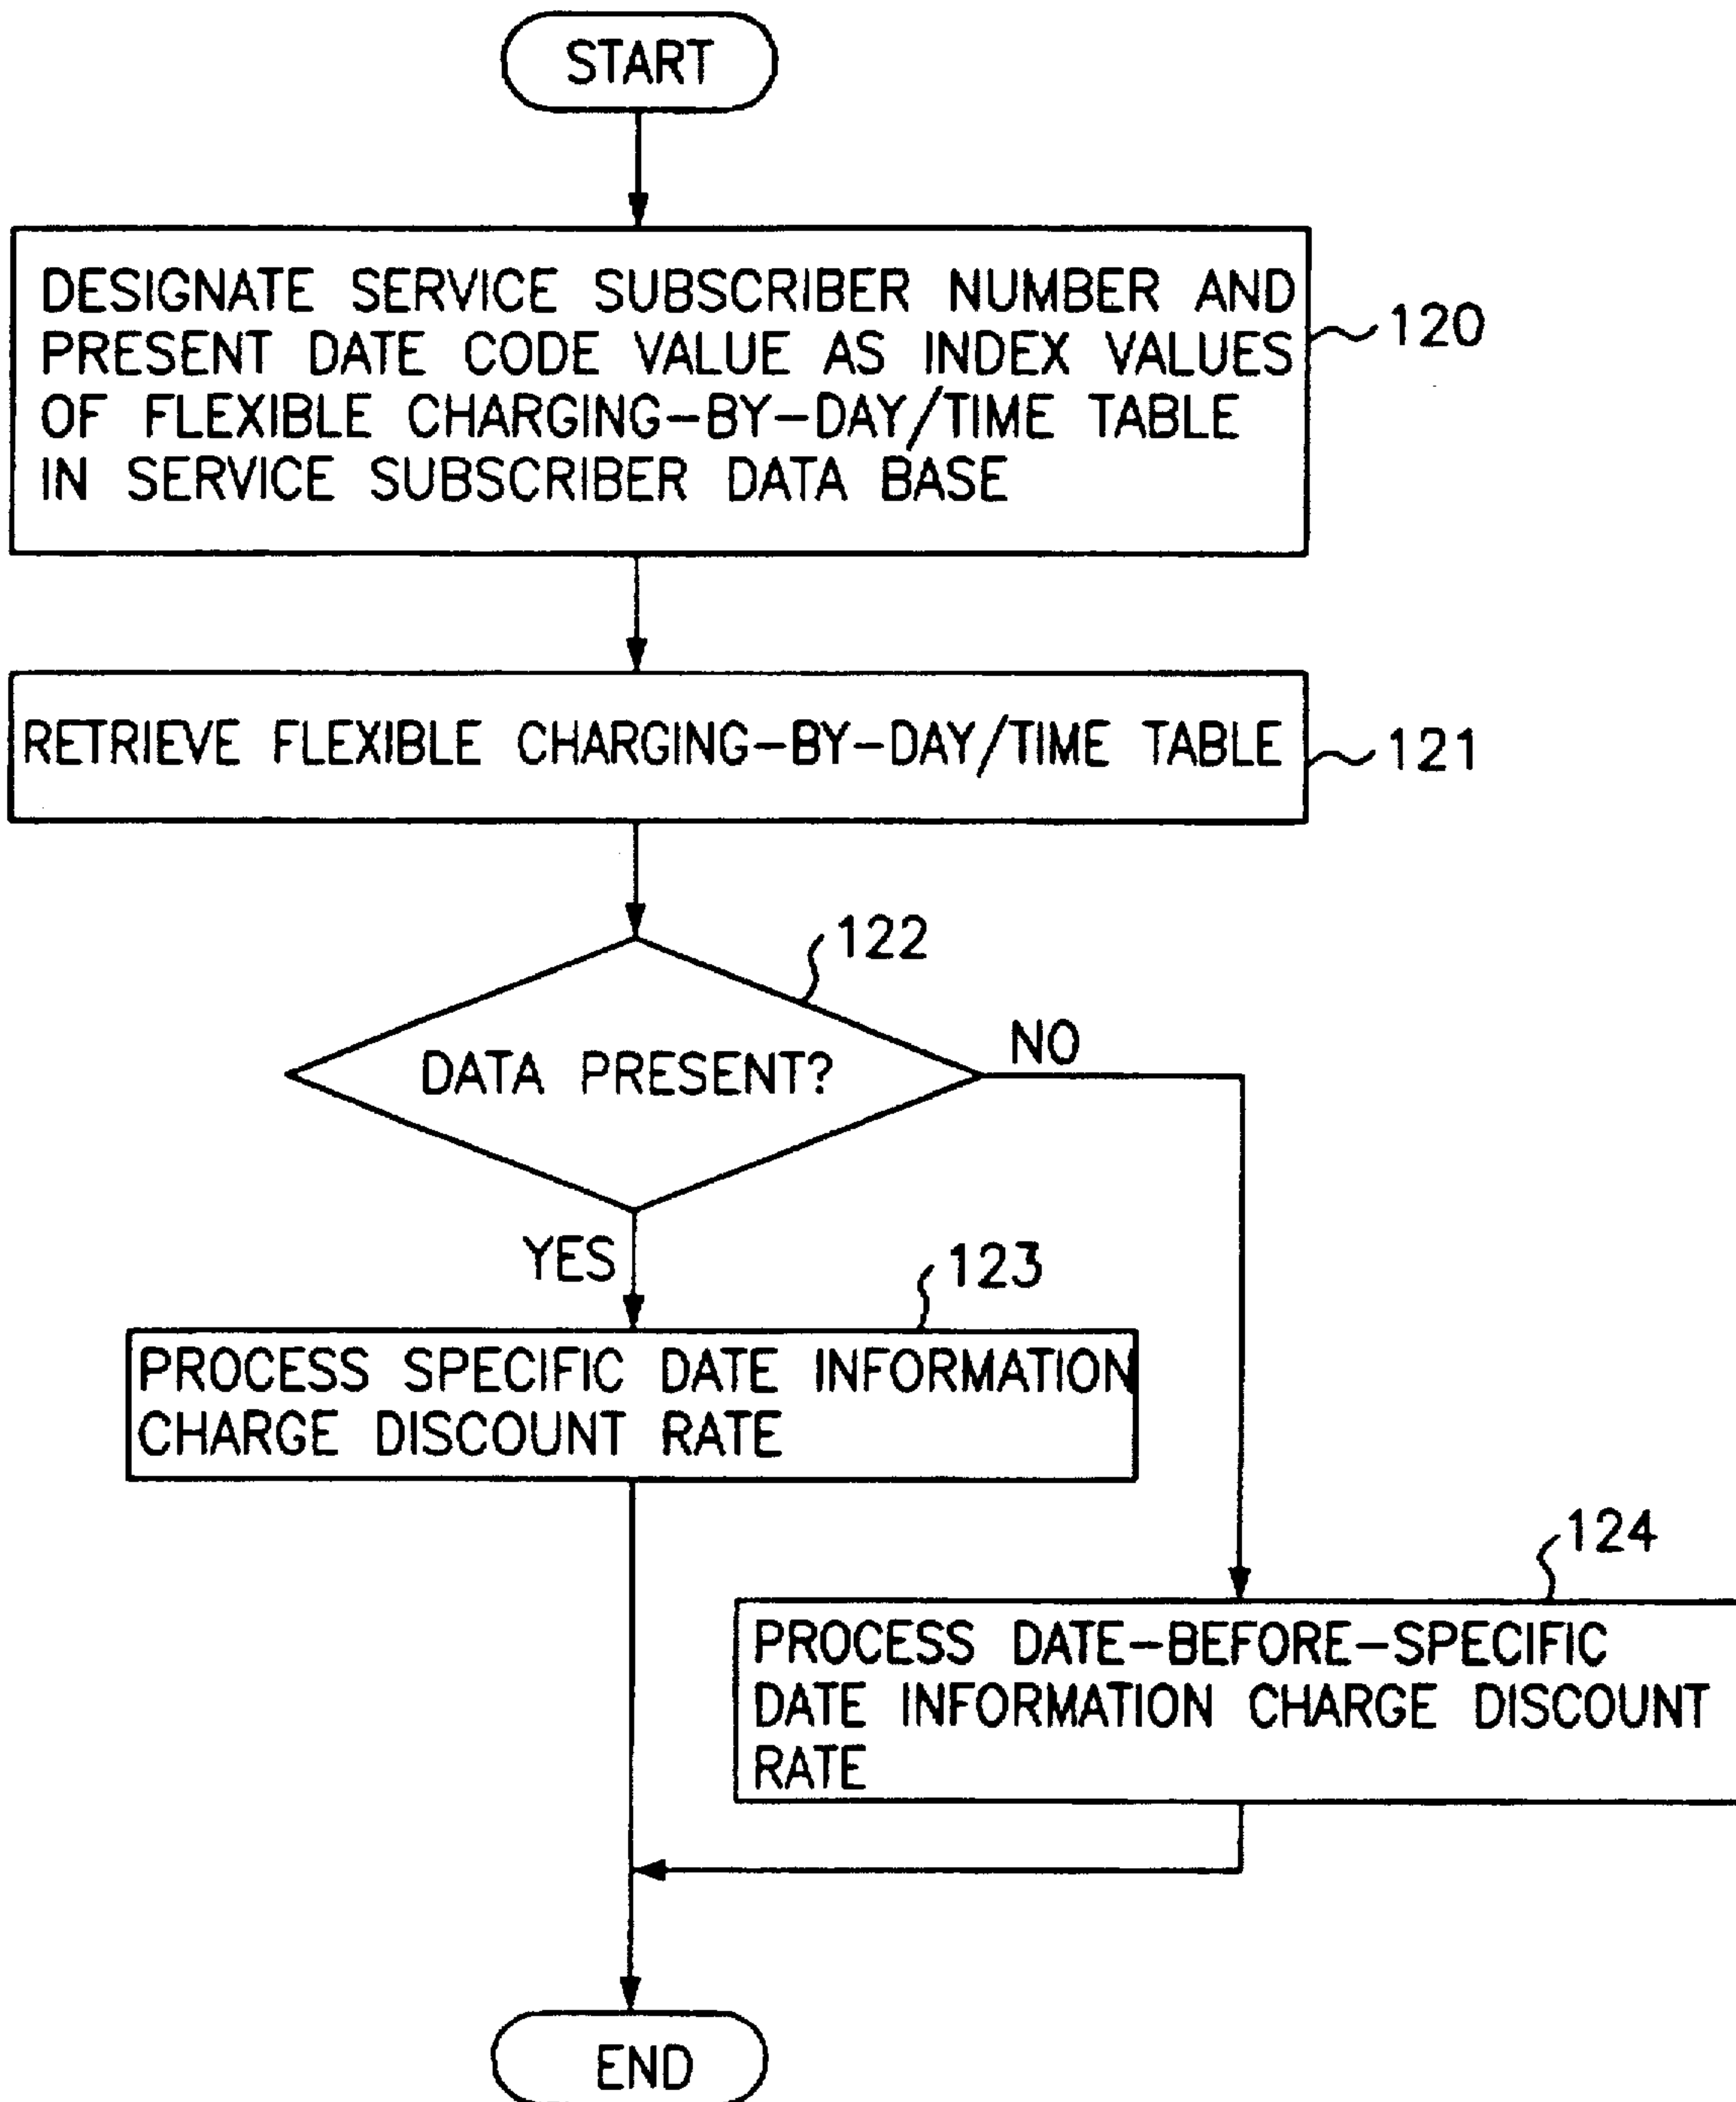 START
DESIGNATE SERVICE SUBSCRIBER NUMBER AND
PRESENT DATE CODE VALUE AS INDEX VALUES
OF FLEXIBLE CHARGING-BY-DAY/TIME TABLE
IN SERVICE SUBSCRIBER DATA BASE
120
RETRIEVE FLEXIBLE CHARGING-BY-DAY/TIME TABLE
121
122
DATA PRESENT?
NO
YES
123
PROCESS SPECIFIC DATE INFORMATION
CHARGE DISCOUNT RATE
124
PROCESS DATE-BEFORE-SPECIFIC
DATE INFORMATION CHARGE DISCOUNT
RATE
END